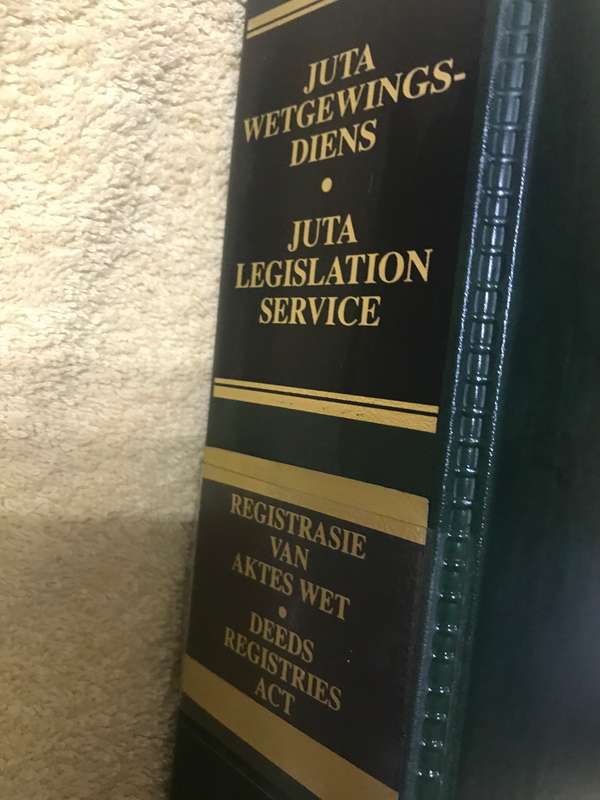 JUTA
WETGEWINGS-
DIENS
•
JUTA
LEGISLATION
SERVICE
REGISTRASIE
VAN
AKTES WET
•
DEEDS
REGISTRIES
ACT